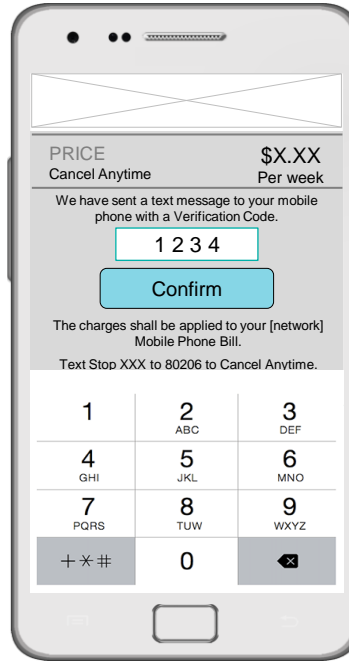 PRICE
$X.XX
Cancel Anytime
Per week
We have sent a text message to your mobile
phone with a Verification Code.
1 2 3 4
Confirm
The charges shall be applied to your [network]
Mobile Phone Bill.
Text Stop XXX to 80206 to Cancel Anytime.
1 2 3
ABC DEF
4 5 6
GHI JKL MNO
7 8 9
PQRS TUW WXYZ
+*# 0